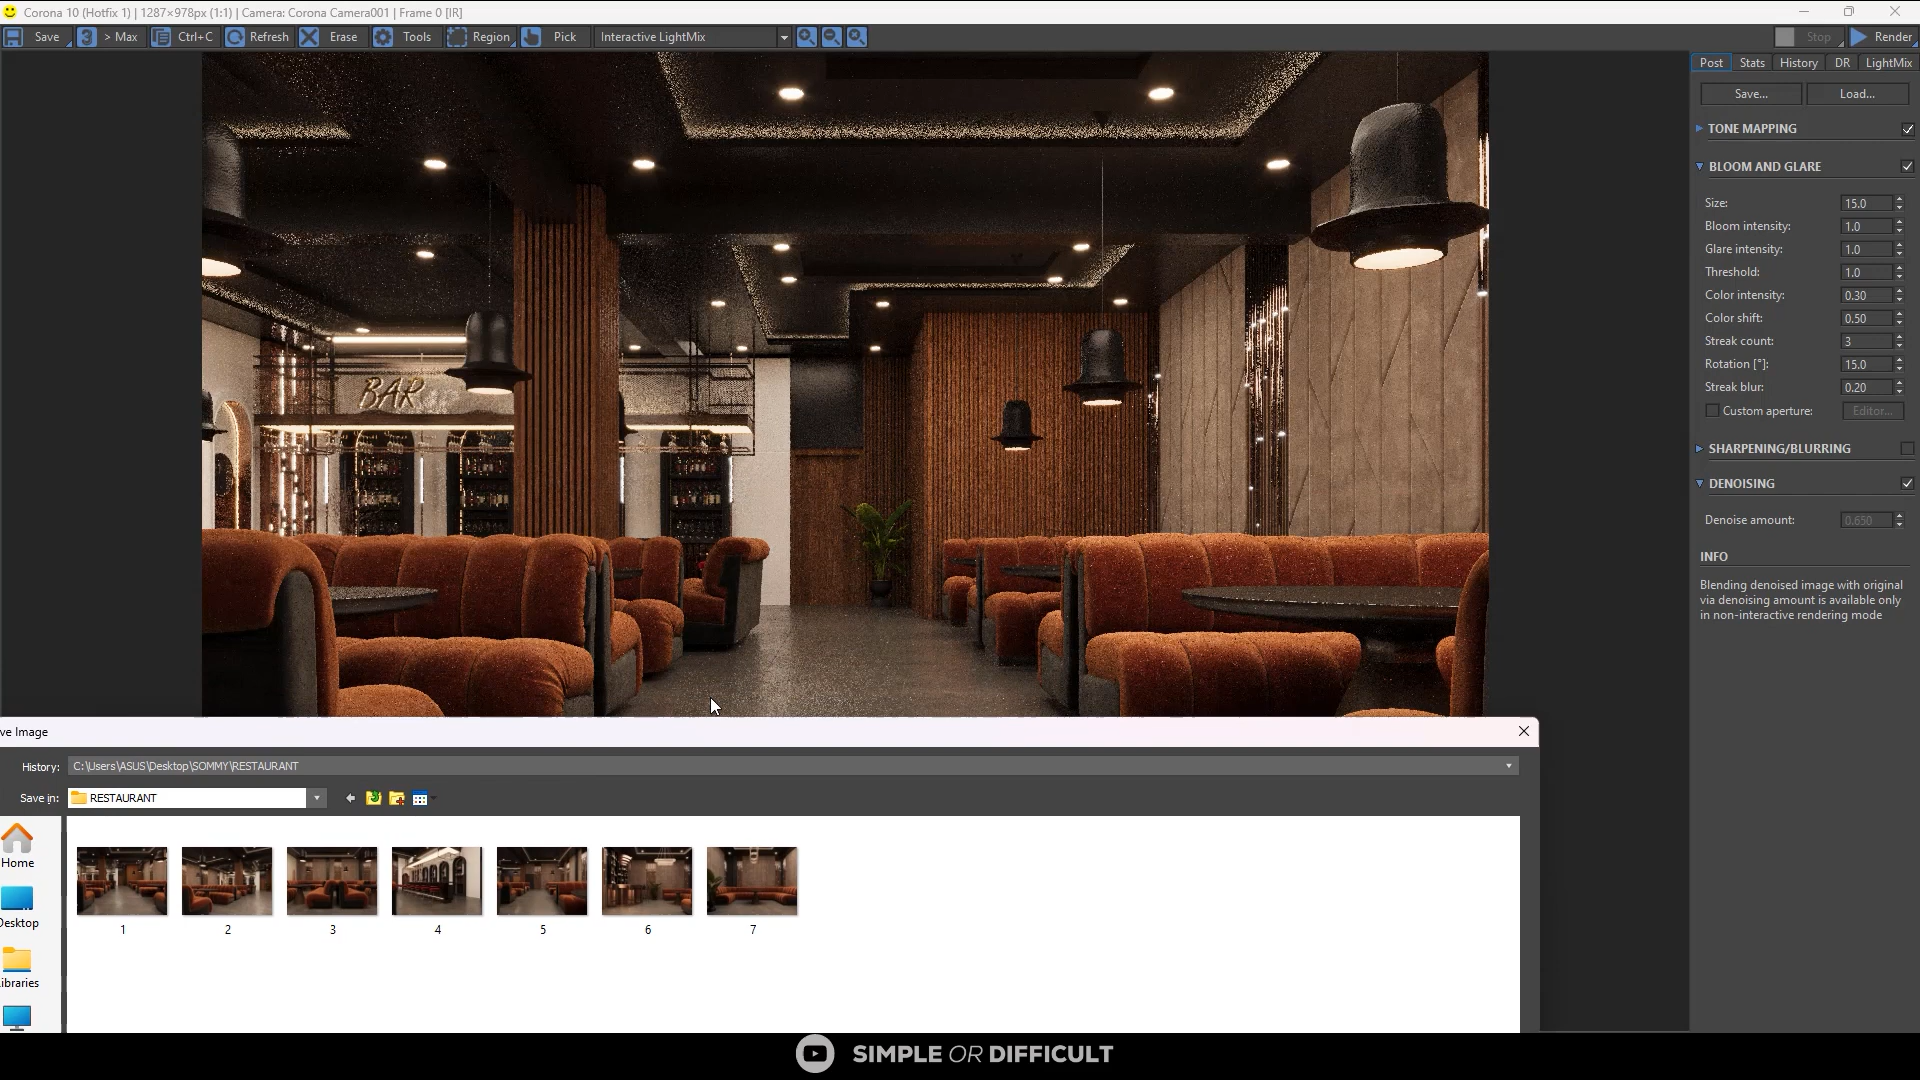 Corona 10 (Hotfix 1) | 1287×978px (1:1) | Camera: Corona Camera001 | Frame 0 [IR]
Save 3 > Max Ctrl+C Refresh Erase Tools Region Pick Interactive LightMix Stop Render
Post Stats History DR LightMix
Save... Load...
TONE MAPPING
BLOOM AND GLARE
Size: 15.0
Bloom intensity: 1.0
Glare intensity: 1.0
Threshold: 1.0
Color intensity: 0.30
Color shift: 0.50
Streak count: 3
Rotation [°]: 15.0
Streak blur: 0.20
Custom aperture: Editor...
SHARPENING/BLURRING
DENOISING
Denoise amount: 0.650
INFO
Blending denoised image with original
via denoising amount is available only
in non-interactive rendering mode
BAR
ve Image
History: C:\Users\ASUS\Desktop\SOMMY\RESTAURANT
Save in: RESTAURANT
Home
Desktop
ibraries
1 2 3 4 5 6 7
SIMPLE OR DIFFICULT